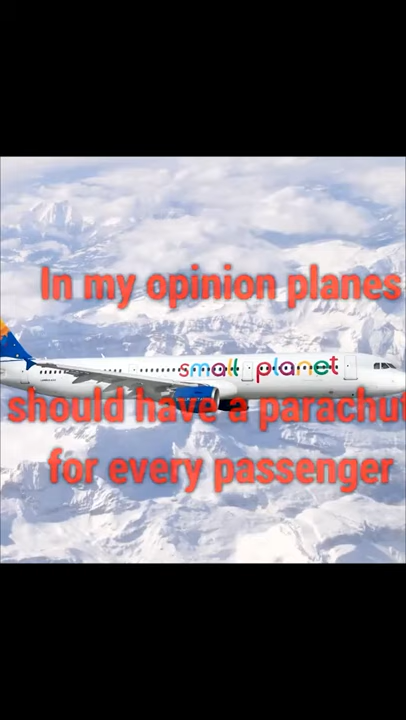 In my opinion planes
small planet
should have a parachut
for every passenger